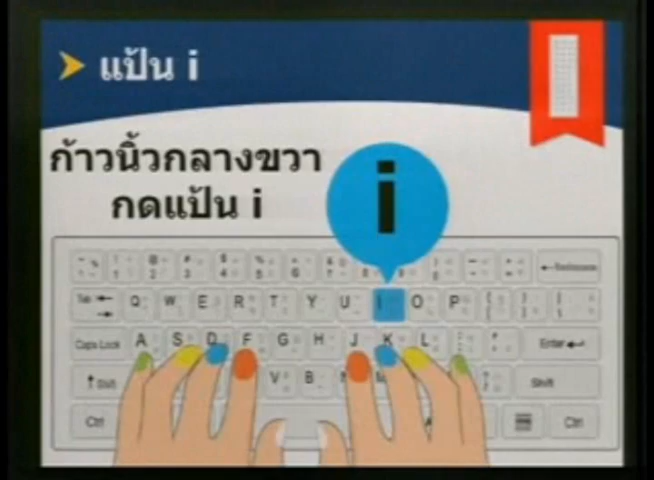 แป้น i
ก้าวนิ้วกลางขวา
กดแป้น i
i
Tab Q W E R T Y U I O P
Caps Lock A S D F G H J K L Enter
Shift V B Shift
Ctrl Ctrl